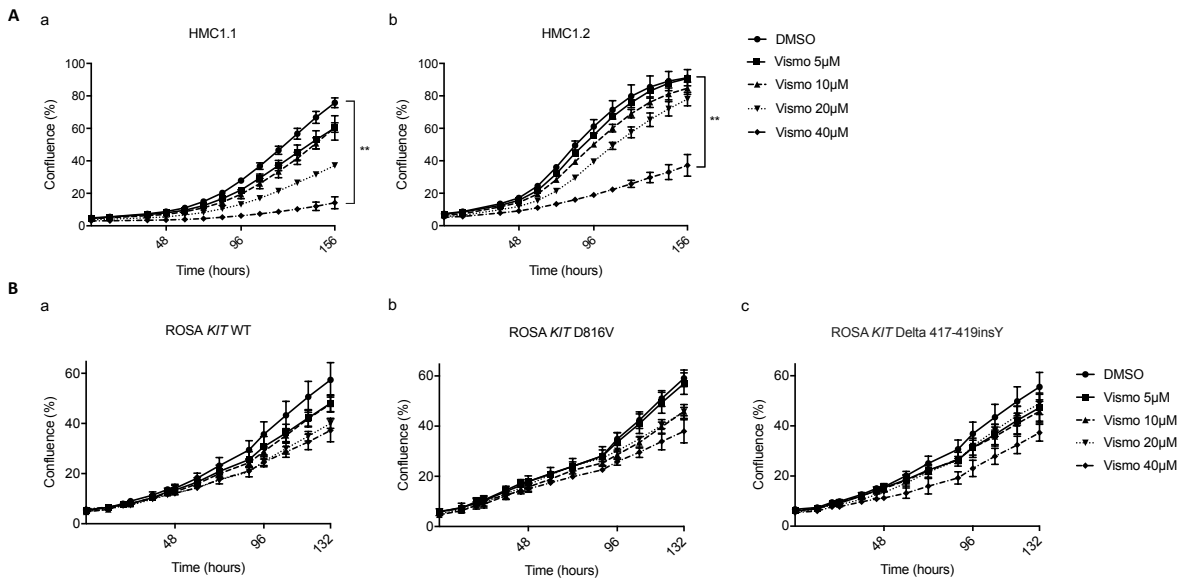 A
a
HMC1.1
Confluence (%)
100
80
60
40
20
0
48
96
156
Time (hours)
**
b
HMC1.2
Confluence (%)
100
80
60
40
20
0
48
96
156
Time (hours)
**
DMSO
Vismo 5µM
Vismo 10µM
Vismo 20µM
Vismo 40µM
B
a
ROSA KIT WT
Confluence (%)
60
40
20
0
48
96
132
Time (hours)
b
ROSA KIT D816V
Confluence (%)
60
40
20
0
48
96
132
Time (hours)
c
ROSA KIT Delta 417-419insY
Confluence (%)
60
40
20
0
48
96
132
Time (hours)
DMSO
Vismo 5µM
Vismo 10µM
Vismo 20µM
Vismo 40µM